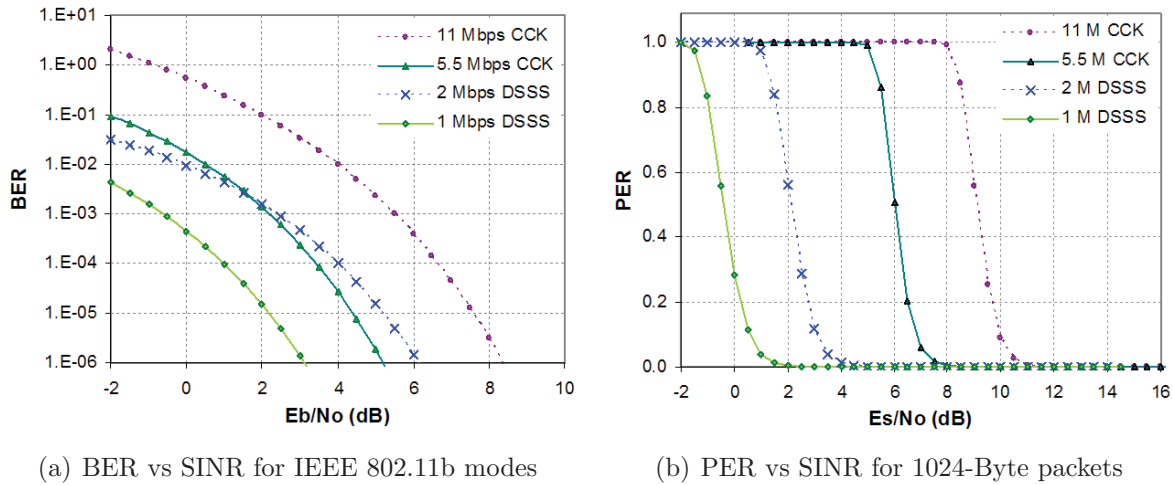 1.E+01
1.E+00
1.E-01
1.E-02
1.E-03
1.E-04
1.E-05
1.E-06
BER
11 Mbps CCK
5.5 Mbps CCK
2 Mbps DSSS
1 Mbps DSSS
-2 0 2 4 6 8 10
Eb/No (dB)
(a) BER vs SINR for IEEE 802.11b modes
1.0
0.8
0.6
0.4
0.2
0.0
PER
11 M CCK
5.5 M CCK
2 M DSSS
1 M DSSS
-2 0 2 4 6 8 10 12 14 16
Es/No (dB)
(b) PER vs SINR for 1024-Byte packets